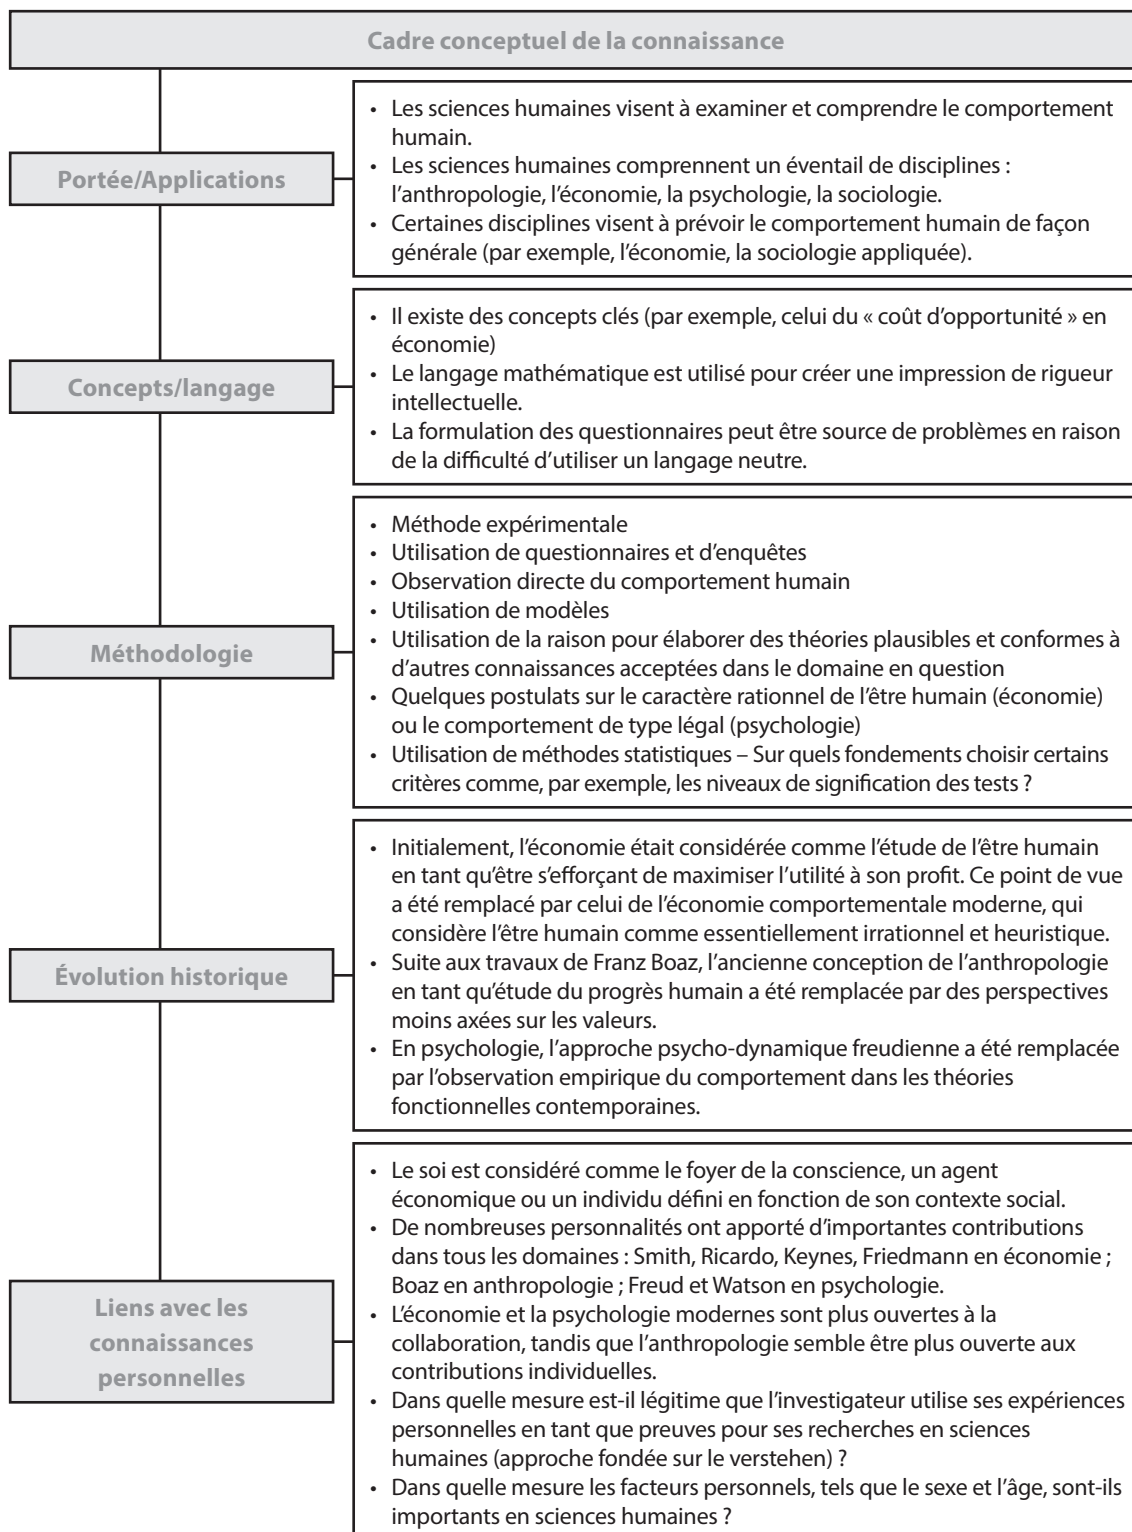 Cadre conceptuel de la connaissance
Portée/Applications
• Les sciences humaines visent à examiner et comprendre le comportement
humain.
• Les sciences humaines comprennent un éventail de disciplines :
l’anthropologie, l’économie, la psychologie, la sociologie.
• Certaines disciplines visent à prévoir le comportement humain de façon
générale (par exemple, l’économie, la sociologie appliquée).
Concepts/langage
• Il existe des concepts clés (par exemple, celui du « coût d’opportunité » en
économie)
• Le langage mathématique est utilisé pour créer une impression de rigueur
intellectuelle.
• La formulation des questionnaires peut être source de problèmes en raison
de la difficulté d’utiliser un langage neutre.
Méthodologie
• Méthode expérimentale
• Utilisation de questionnaires et d’enquêtes
• Observation directe du comportement humain
• Utilisation de modèles
• Utilisation de la raison pour élaborer des théories plausibles et conformes à
d’autres connaissances acceptées dans le domaine en question
• Quelques postulats sur le caractère rationnel de l’être humain (économie)
ou le comportement de type légal (psychologie)
• Utilisation de méthodes statistiques – Sur quels fondements choisir certains
critères comme, par exemple, les niveaux de signification des tests ?
Évolution historique
• Initialement, l’économie était considérée comme l’étude de l’être humain
en tant qu’être s’efforçant de maximiser l’utilité à son profit. Ce point de vue
a été remplacé par celui de l’économie comportementale moderne, qui
considère l’être humain comme essentiellement irrationnel et heuristique.
• Suite aux travaux de Franz Boaz, l’ancienne conception de l’anthropologie
en tant qu’étude du progrès humain a été remplacée par des perspectives
moins axées sur les valeurs.
• En psychologie, l’approche psycho-dynamique freudienne a été remplacée
par l’observation empirique du comportement dans les théories
fonctionnelles contemporaines.
Liens avec les
connaissances
personnelles
• Le soi est considéré comme le foyer de la conscience, un agent
économique ou un individu défini en fonction de son contexte social.
• De nombreuses personnalités ont apporté d’importantes contributions
dans tous les domaines : Smith, Ricardo, Keynes, Friedmann en économie ;
Boaz en anthropologie ; Freud et Watson en psychologie.
• L’économie et la psychologie modernes sont plus ouvertes à la
collaboration, tandis que l’anthropologie semble être plus ouverte aux
contributions individuelles.
• Dans quelle mesure est-il légitime que l’investigateur utilise ses expériences
personnelles en tant que preuves pour ses recherches en sciences
humaines (approche fondée sur le verstehen) ?
• Dans quelle mesure les facteurs personnels, tels que le sexe et l’âge, sont-ils
importants en sciences humaines ?